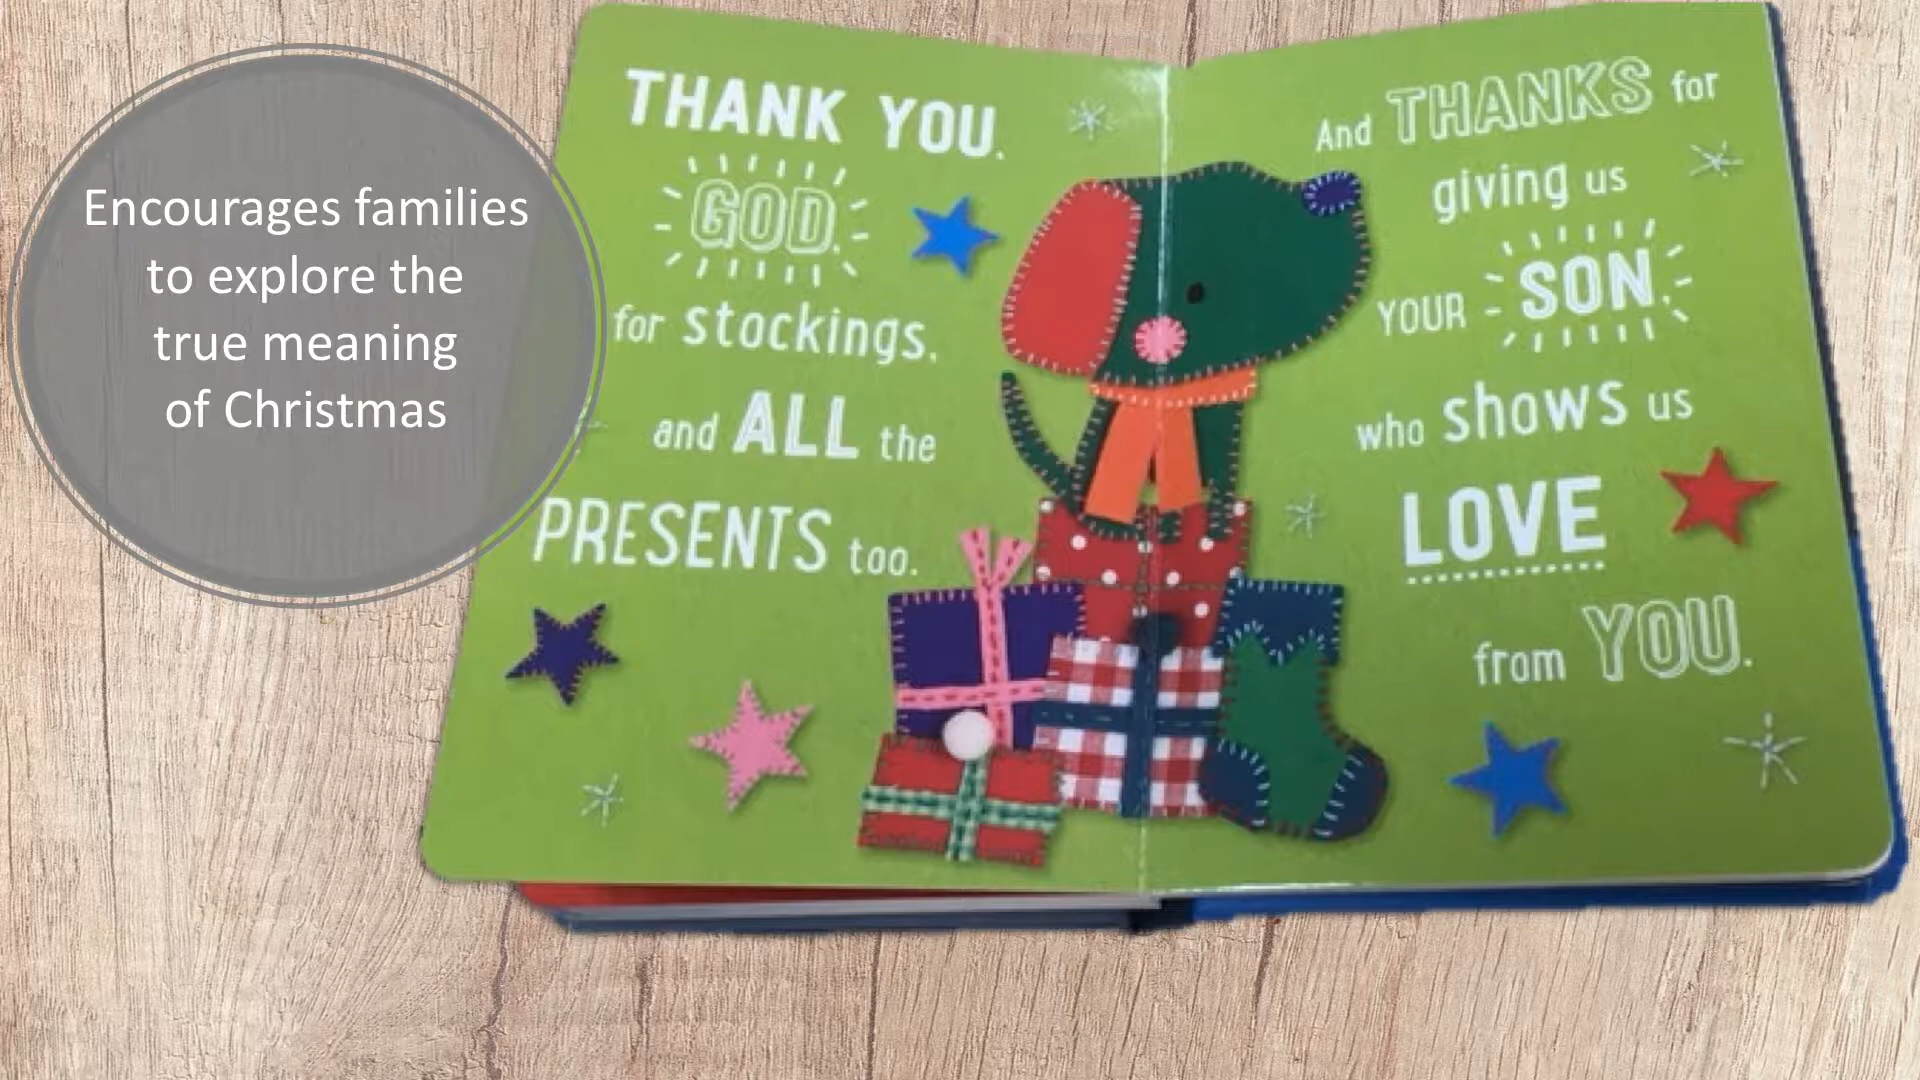 Encourages families
to explore the
true meaning
of Christmas
THANK YOU,
GOD,
for stockings,
and ALL the
PRESENTS too.
And THANKS for
giving us
YOUR SON,
who shows us
LOVE
from YOU.